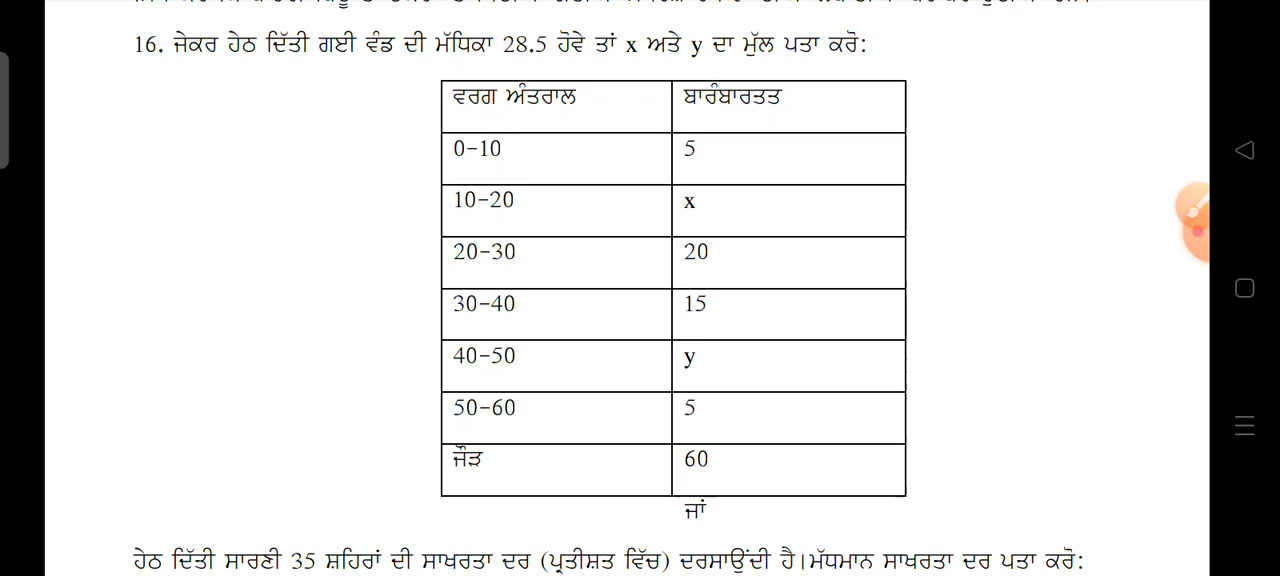 16. ਜੇਕਰ ਹੇਠ ਦਿੱਤੀ ਗਈ ਵੰਡ ਦੀ ਮੱਧਿਕਾ 28.5 ਹੋਵੇ ਤਾਂ x ਅਤੇ y ਦਾ ਮੁੱਲ ਪਤਾ ਕਰੋ:
ਵਰਗ ਅੰਤਰਾਲ ਬਾਰੰਬਾਰਤਤ
0-10 5
10-20 x
20-30 20
30-40 15
40-50 y
50-60 5
ਜੌੜ 60
ਜਾਂ
ਹੇਠ ਦਿੱਤੀ ਸਾਰਣੀ 35 ਸ਼ਹਿਰਾਂ ਦੀ ਸਾਖਰਤਾ ਦਰ (ਪ੍ਰਤੀਸ਼ਤ ਵਿੱਚ) ਦਰਸਾਉਂਦੀ ਹੈ।ਮੱਧਮਾਨ ਸਾਖਰਤਾ ਦਰ ਪਤਾ ਕਰੋ: